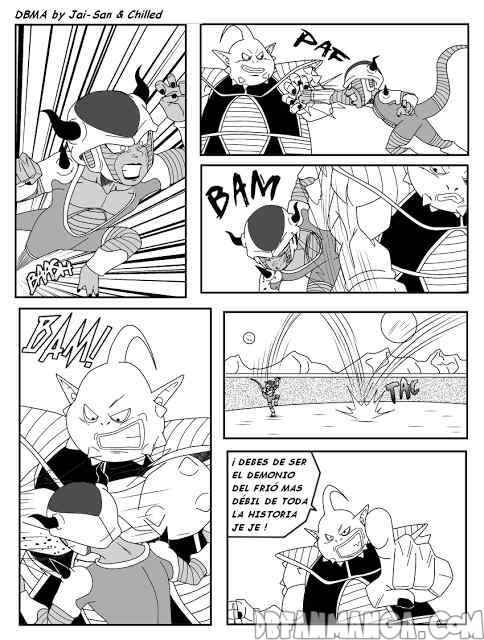 DBMA by Jai-San & Chilled
PAF
BAASH
BAM
BAM!
TAC
¡ DEBES DE SER
EL DEMONIO
DEL FRIÓ MAS
DÉBIL DE TODA
LA HISTORIA
JE JE !
DBFANMANGA.COM